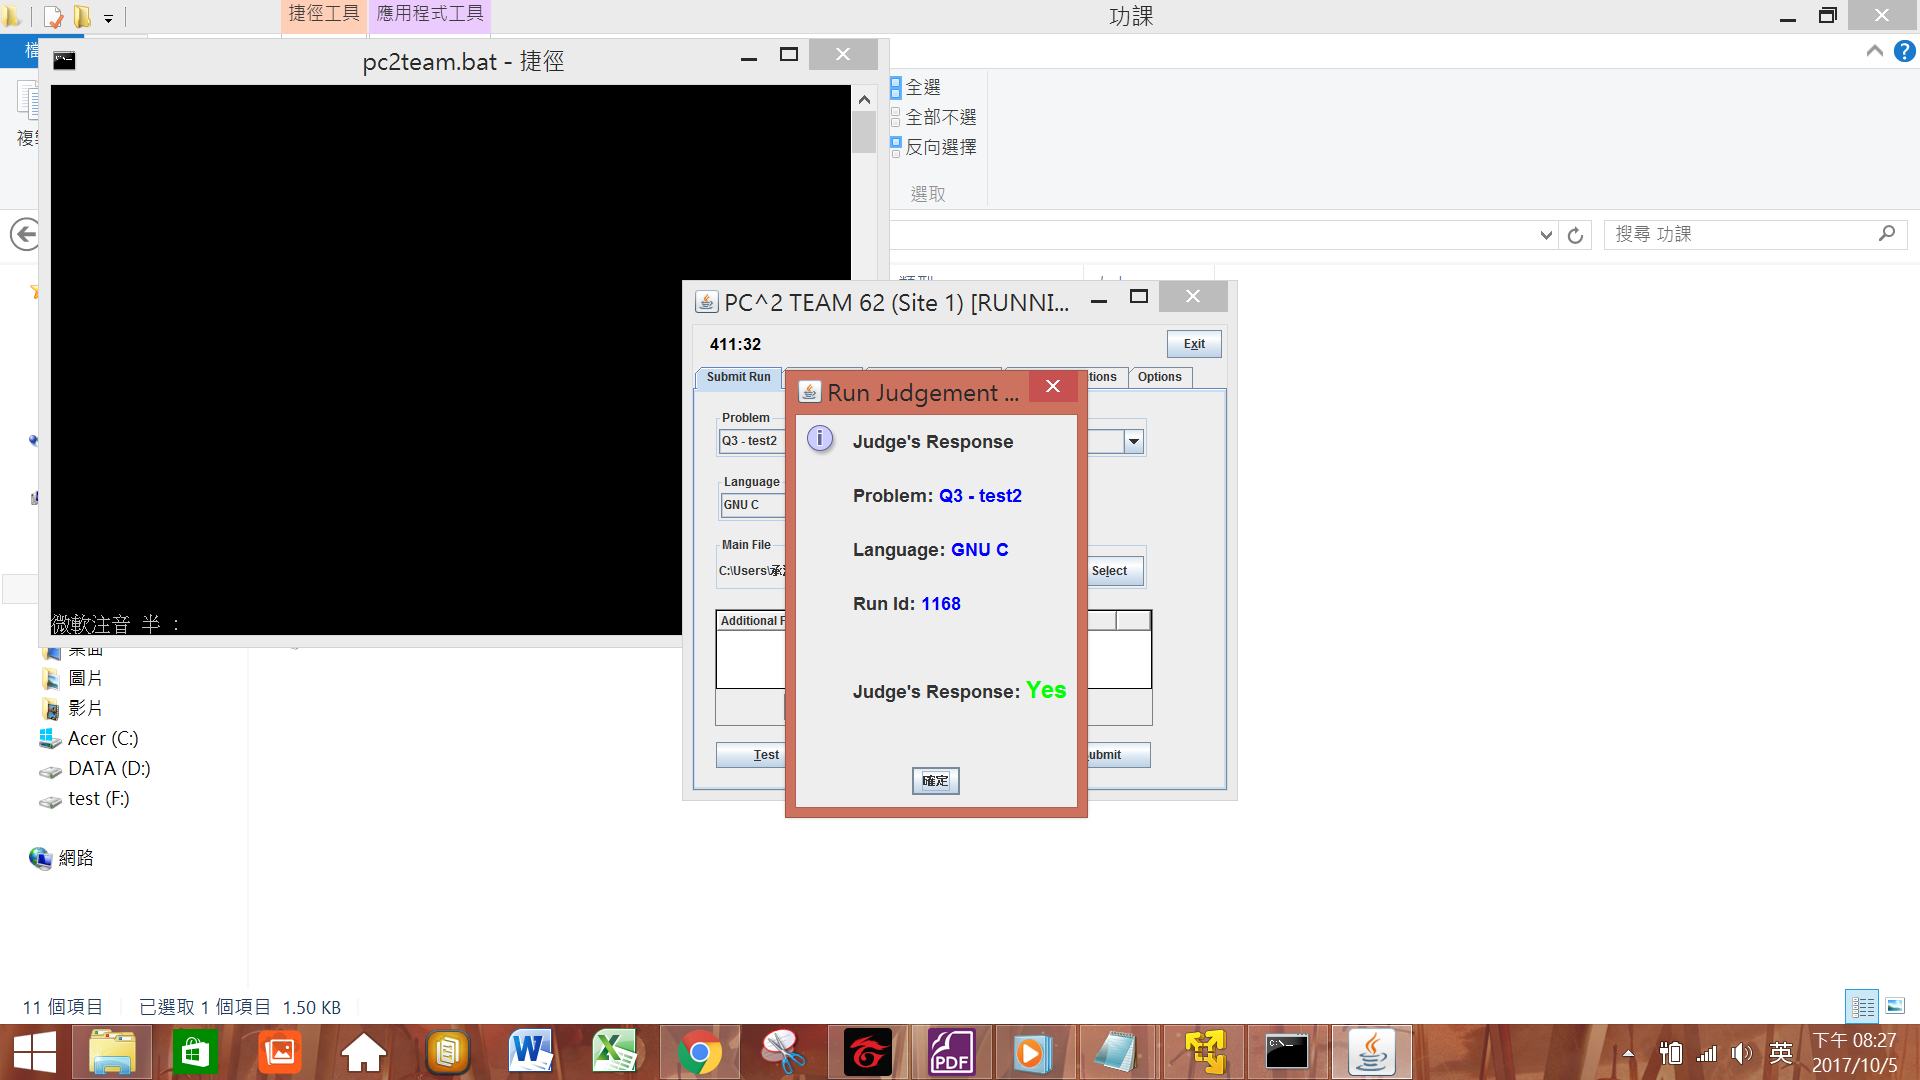 捷徑工具
應用程式工具
功課
pc2team.bat - 捷徑
全選
全部不選
反向選擇
選取
搜尋 功課
微軟注音 半 :
PC^2 TEAM 62 (Site 1) [RUNNI...
411:32
Exit
Submit Run
Options
Problem
Q3 - test2
Language
GNU C
Main File
C:\Users\承
Select
Additional F
Test
ubmit
Run Judgement ...
Judge's Response
Problem: Q3 - test2
Language: GNU C
Run Id: 1168
Judge's Response: Yes
確定
桌面
圖片
影片
Acer (C:)
DATA (D:)
test (F:)
網路
11 個項目
已選取 1 個項目 1.50 KB
PDF
英
下午 08:27
2017/10/5